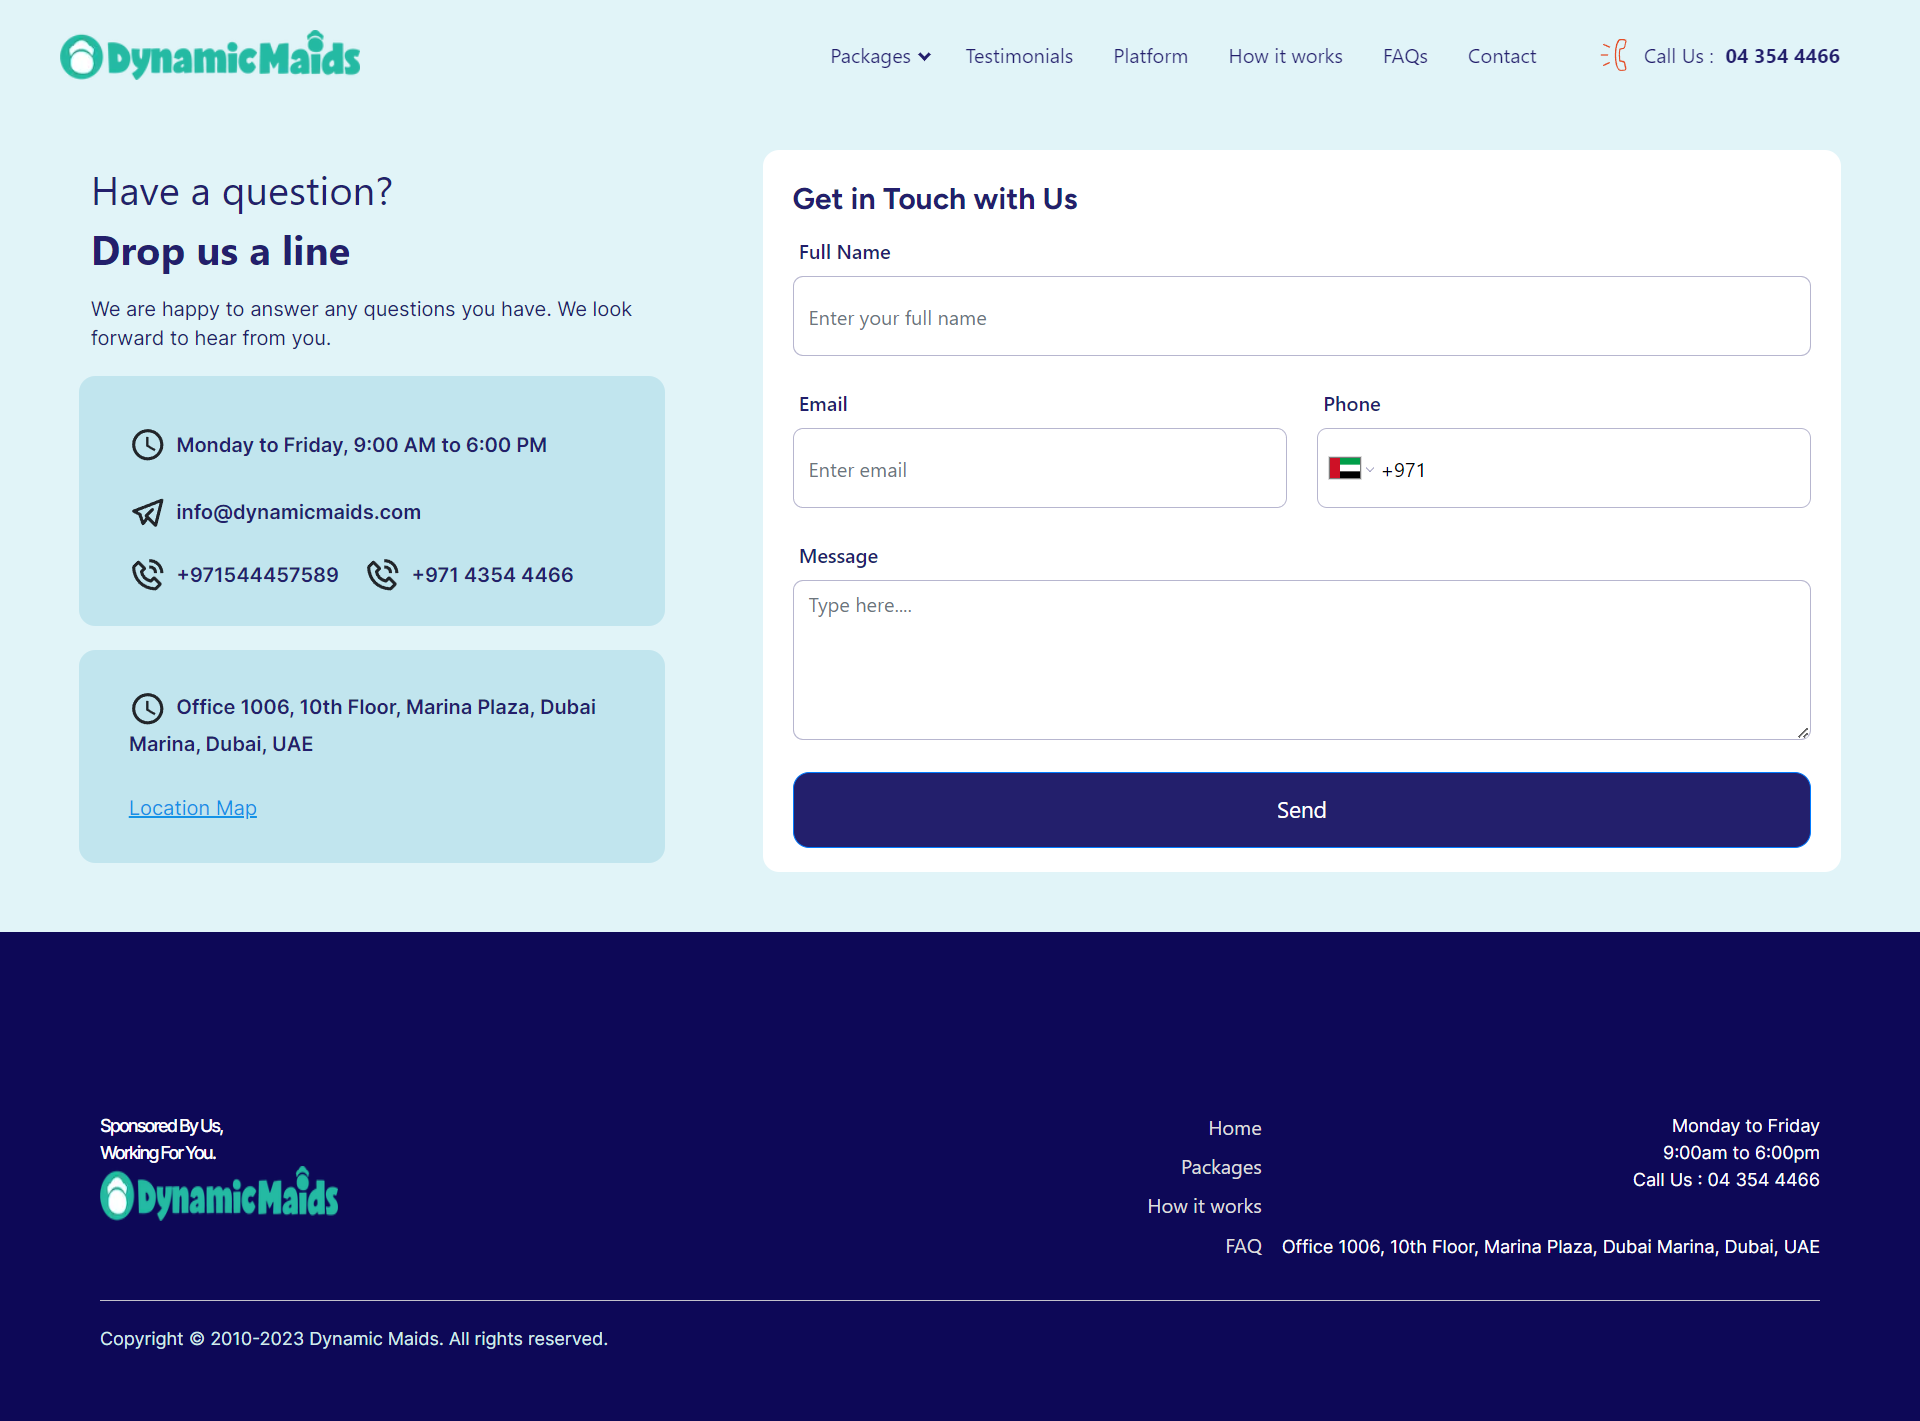 DynamicMaids
Packages
Testimonials
Platform
How it works
FAQs
Contact
Call Us : 04 354 4466
Have a question?
Drop us a line
We are happy to answer any questions you have. We look
forward to hear from you.
Monday to Friday, 9:00 AM to 6:00 PM
info@dynamicmaids.com
+971544457589
+971 4354 4466
Office 1006, 10th Floor, Marina Plaza, Dubai
Marina, Dubai, UAE
Location Map
Get in Touch with Us
Full Name
Enter your full name
Email
Phone
Enter email
+971
Message
Type here....
Send
Sponsored By Us,
Working For You.
DynamicMaids
Home
Packages
How it works
FAQ
Monday to Friday
9:00am to 6:00pm
Call Us : 04 354 4466
Office 1006, 10th Floor, Marina Plaza, Dubai Marina, Dubai, UAE
Copyright © 2010-2023 Dynamic Maids. All rights reserved.